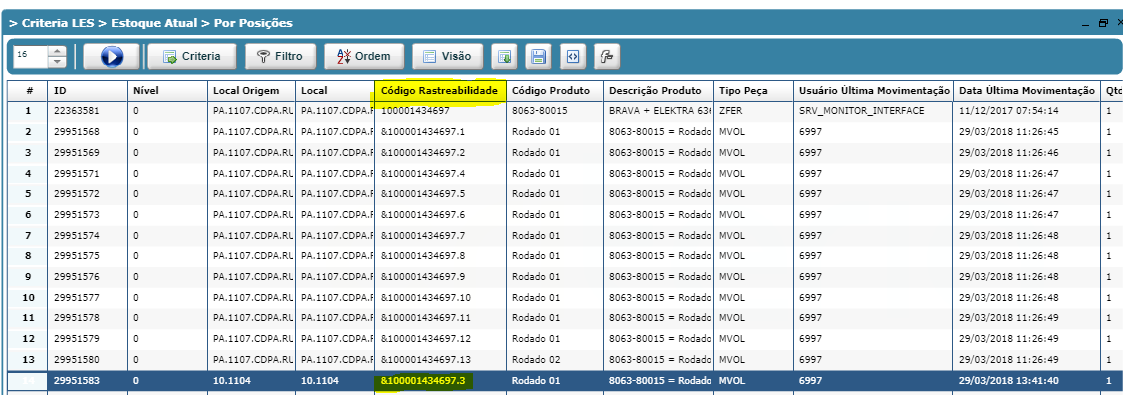 > Criteria LES > Estoque Atual > Por Posições
16 Criteria Filtro Ordem Visão
# ID Nível Local Origem Local Código Rastreabilidade Código Produto Descrição Produto Tipo Peça Usuário Última Movimentação Data Última Movimentação Qtd
1 22363581 0 PA.1107.CDPA.RU PA.1107.CDPA.F 100001434697 8063-80015 BRAVA + ELEKTRA 636 ZFER SRV_MONITOR_INTERFACE 11/12/2017 07:54:14 1
2 29951568 0 PA.1107.CDPA.RU PA.1107.CDPA.F &100001434697.1 Rodado 01 8063-80015 = Rodado MVOL 6997 29/03/2018 11:26:45 1
3 29951569 0 PA.1107.CDPA.RU PA.1107.CDPA.F &100001434697.2 Rodado 01 8063-80015 = Rodado MVOL 6997 29/03/2018 11:26:46 1
4 29951571 0 PA.1107.CDPA.RU PA.1107.CDPA.F &100001434697.4 Rodado 01 8063-80015 = Rodado MVOL 6997 29/03/2018 11:26:47 1
5 29951572 0 PA.1107.CDPA.RU PA.1107.CDPA.F &100001434697.5 Rodado 01 8063-80015 = Rodado MVOL 6997 29/03/2018 11:26:47 1
6 29951573 0 PA.1107.CDPA.RU PA.1107.CDPA.F &100001434697.6 Rodado 01 8063-80015 = Rodado MVOL 6997 29/03/2018 11:26:47 1
7 29951574 0 PA.1107.CDPA.RU PA.1107.CDPA.F &100001434697.7 Rodado 01 8063-80015 = Rodado MVOL 6997 29/03/2018 11:26:48 1
8 29951575 0 PA.1107.CDPA.RU PA.1107.CDPA.F &100001434697.8 Rodado 01 8063-80015 = Rodado MVOL 6997 29/03/2018 11:26:48 1
9 29951576 0 PA.1107.CDPA.RU PA.1107.CDPA.F &100001434697.9 Rodado 01 8063-80015 = Rodado MVOL 6997 29/03/2018 11:26:48 1
10 29951577 0 PA.1107.CDPA.RU PA.1107.CDPA.F &100001434697.10 Rodado 01 8063-80015 = Rodado MVOL 6997 29/03/2018 11:26:48 1
11 29951578 0 PA.1107.CDPA.RU PA.1107.CDPA.F &100001434697.11 Rodado 01 8063-80015 = Rodado MVOL 6997 29/03/2018 11:26:49 1
12 29951579 0 PA.1107.CDPA.RU PA.1107.CDPA.F &100001434697.12 Rodado 01 8063-80015 = Rodado MVOL 6997 29/03/2018 11:26:49 1
13 29951580 0 PA.1107.CDPA.RU PA.1107.CDPA.F &100001434697.13 Rodado 02 8063-80015 = Rodado MVOL 6997 29/03/2018 11:26:49 1
29951583 0 10.1104 10.1104 &100001434697.3 Rodado 01 8063-80015 = Rodado MVOL 6997 29/03/2018 13:41:40 1